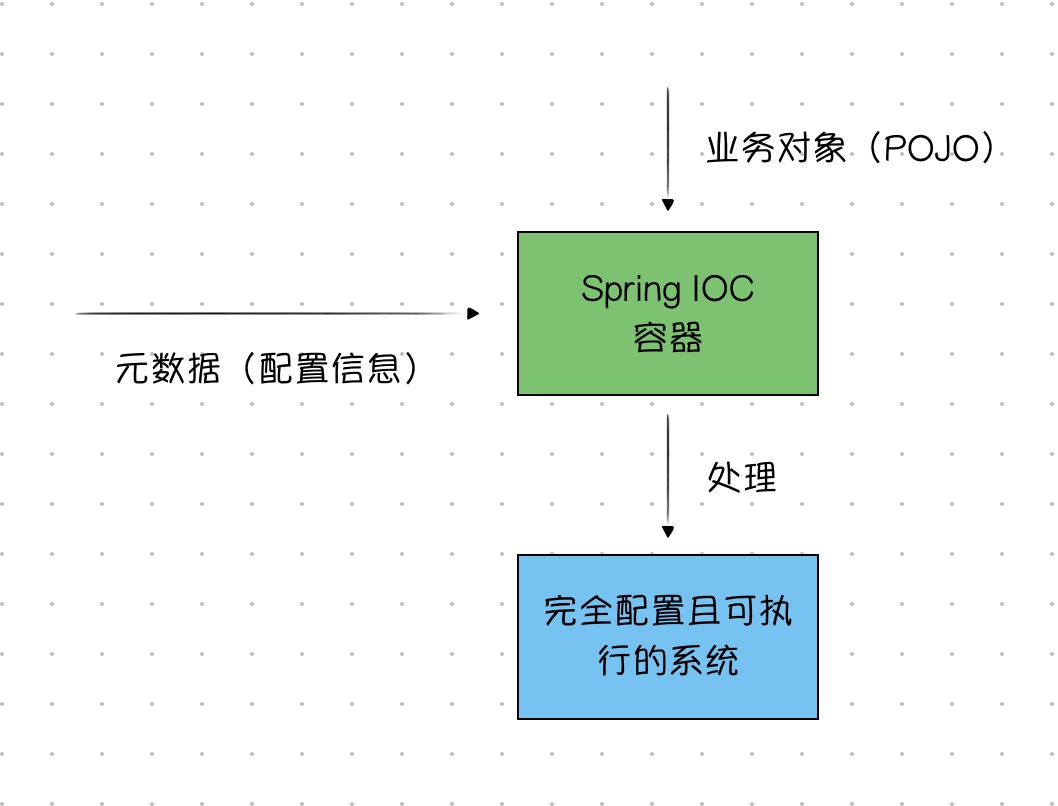 业务对象（POJO）
Spring IOC
容器
元数据（配置信息）
处理
完全配置且可执
行的系统